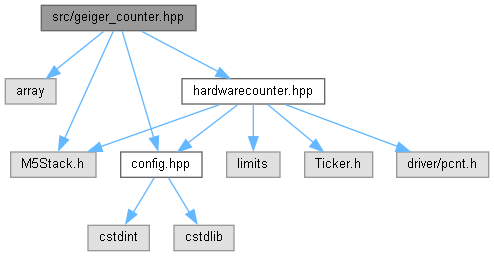 src/geiger_counter.hpp
array
hardwarecounter.hpp
M5Stack.h
config.hpp
limits
Ticker.h
driver/pcnt.h
cstdint
cstdlib